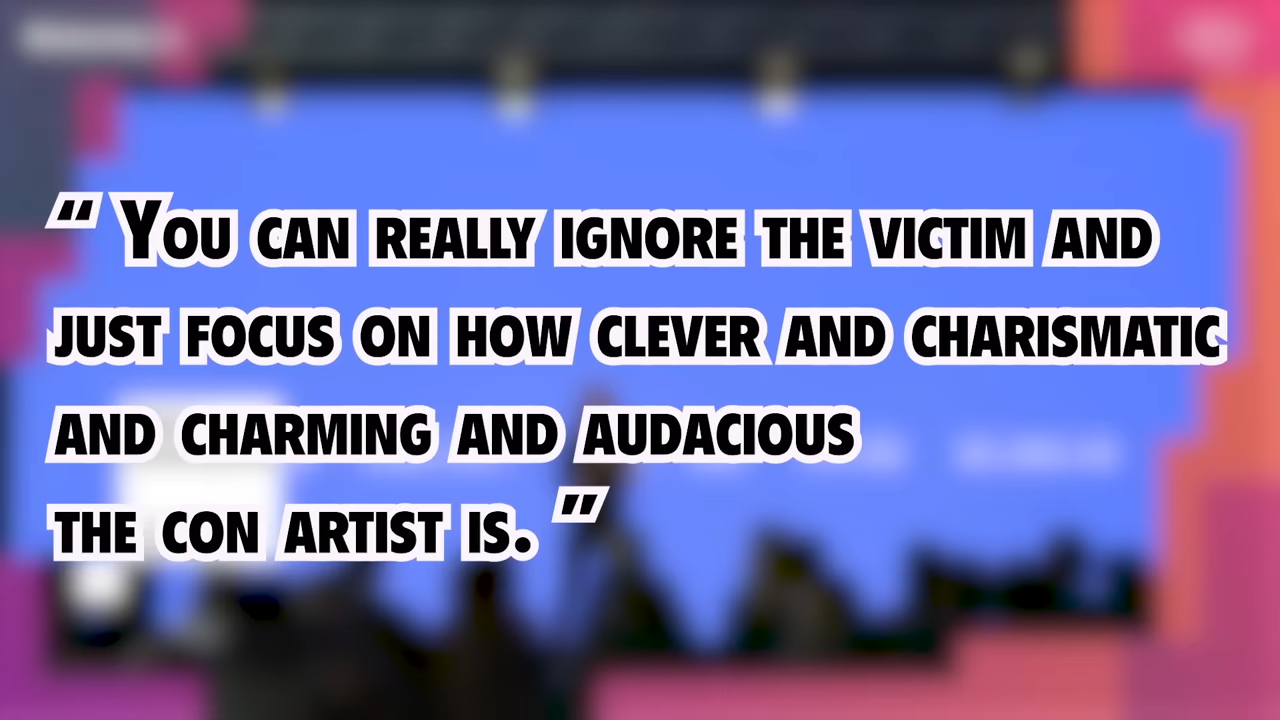 “ You can really ignore the victim and
just focus on how clever and charismatic
and charming and audacious
the con artist is. ”